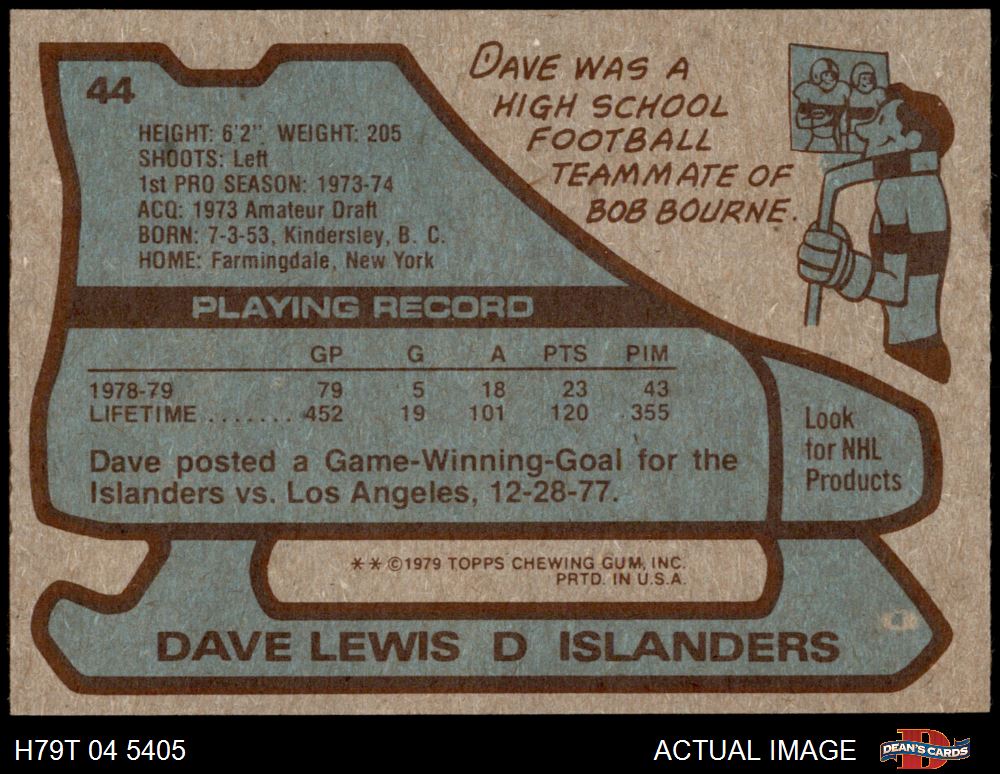 44
HEIGHT: 6'2" WEIGHT: 205
SHOOTS: Left
1st PRO SEASON: 1973-74
ACQ: 1973 Amateur Draft
BORN: 7-3-53, Kindersley, B. C.
HOME: Farmingdale, New York
DAVE WAS A
HIGH SCHOOL
FOOTBALL
TEAMMATE OF
BOB BOURNE.
PLAYING RECORD
GP G A PTS PIM
1978-79 79 5 18 23 43
LIFETIME ........ 452 19 101 120 355
Dave posted a Game-Winning-Goal for the
Islanders vs. Los Angeles, 12-28-77.
Look
for NHL
Products
** ©1979 TOPPS CHEWING GUM, INC.
PRTD. IN U.S.A.
DAVE LEWIS D ISLANDERS
H79T 04 5405
ACTUAL IMAGE
DEAN'S CARDS